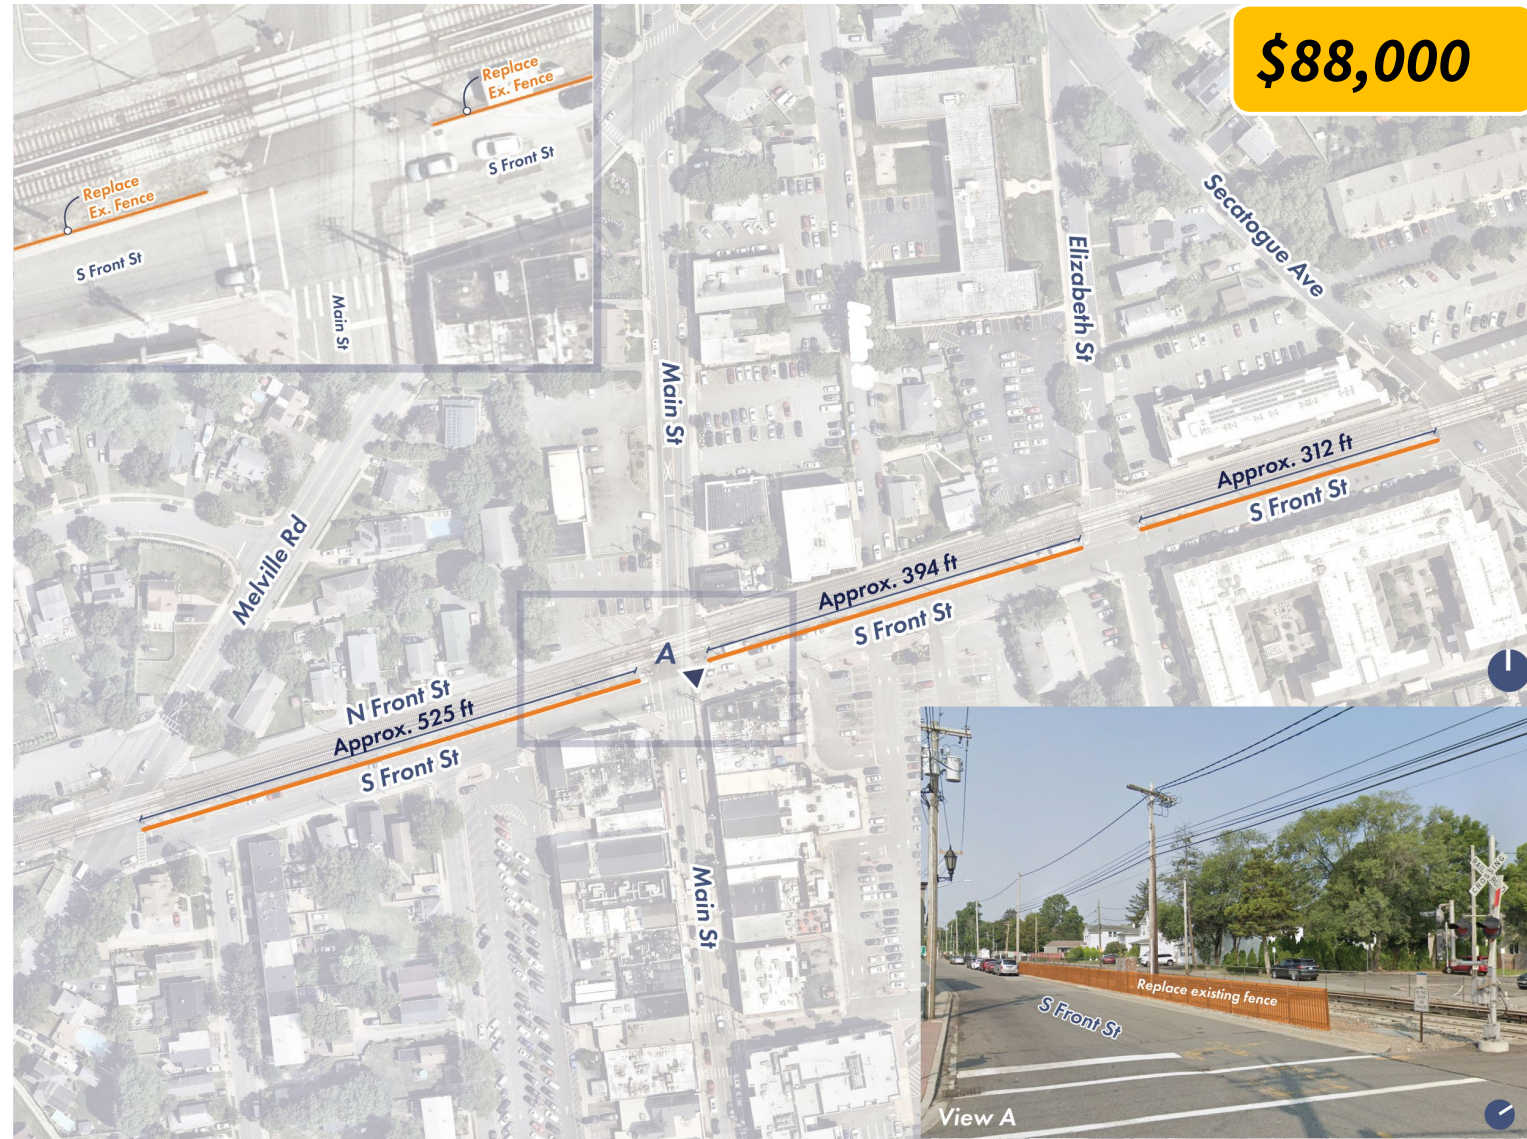 $88,000
Replace
Ex. Fence
S Front St
Replace
Ex. Fence
S Front St
Main St
Secatogue Ave
Elizabeth St
Main St
Approx. 312 ft
S Front St
Melville Rd
Approx. 394 ft
S Front St
A
N Front St
Approx. 525 ft
S Front St
Main St
Replace existing fence
S Front St
View A